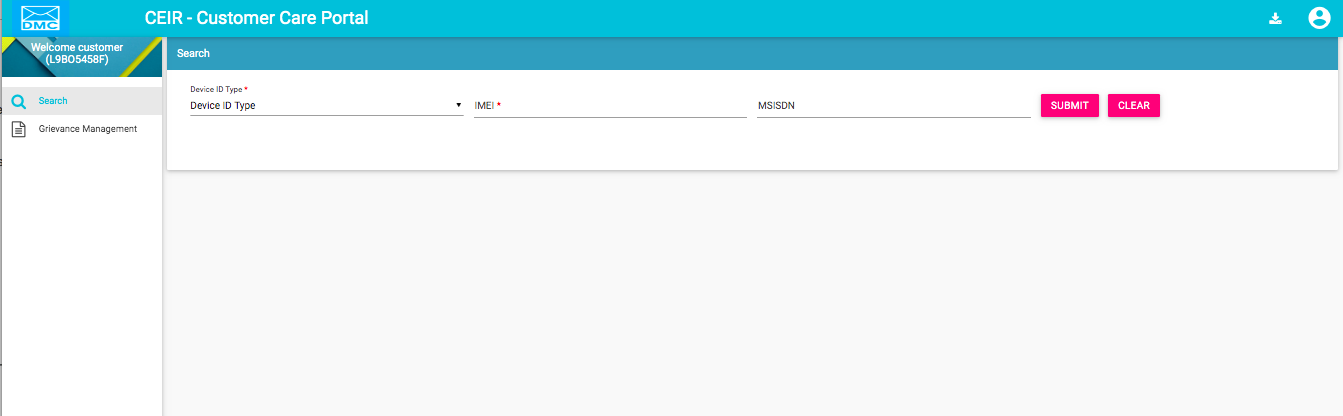 DMC
CEIR - Customer Care Portal
Welcome customer
(L9BO5458F)
Search
Grievance Management
Search
Device ID Type *
Device ID Type
IMEI *
MSISDN
SUBMIT
CLEAR